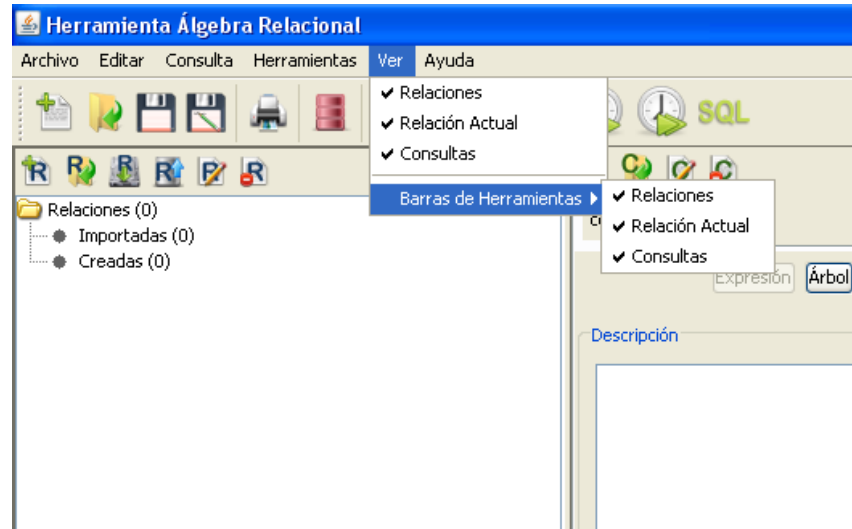 Herramienta Álgebra Relacional
Archivo Editar Consulta Herramientas Ver Ayuda
Relaciones
Relación Actual
Consultas
Barras de Herramientas
SQL
Relaciones
Relación Actual
Consultas
Relaciones (0)
Importadas (0)
Creadas (0)
Expresión Árbol
Descripción